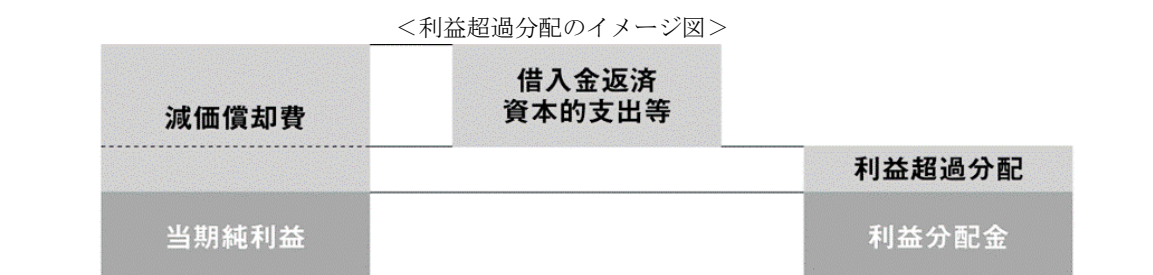 ＜利益超過分配のイメージ図＞
借入金返済
資本的支出等
減価償却費
利益超過分配
当期純利益
利益分配金